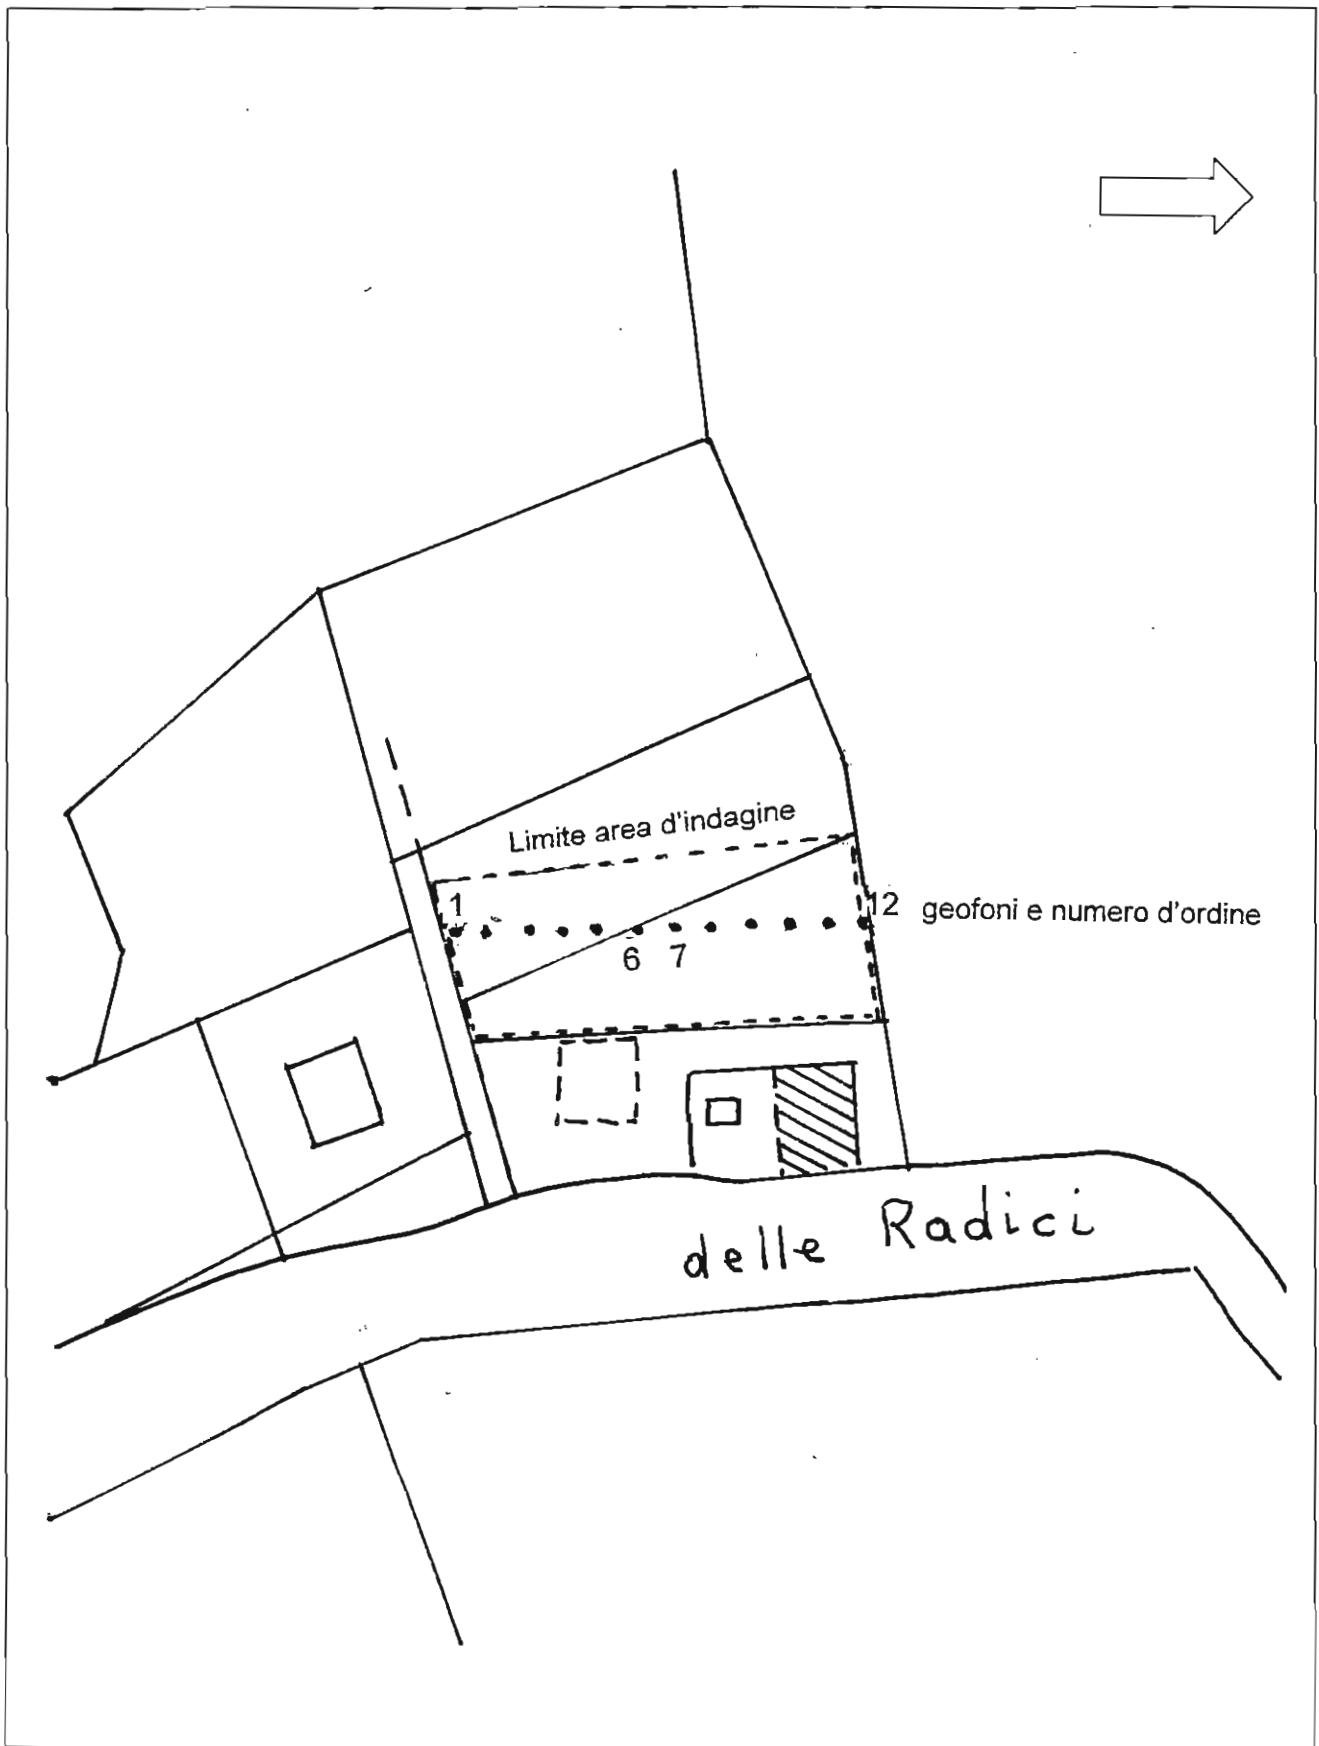 Limite area d'indagine
1
12 geofoni e numero d'ordine
6 7
delle Radici